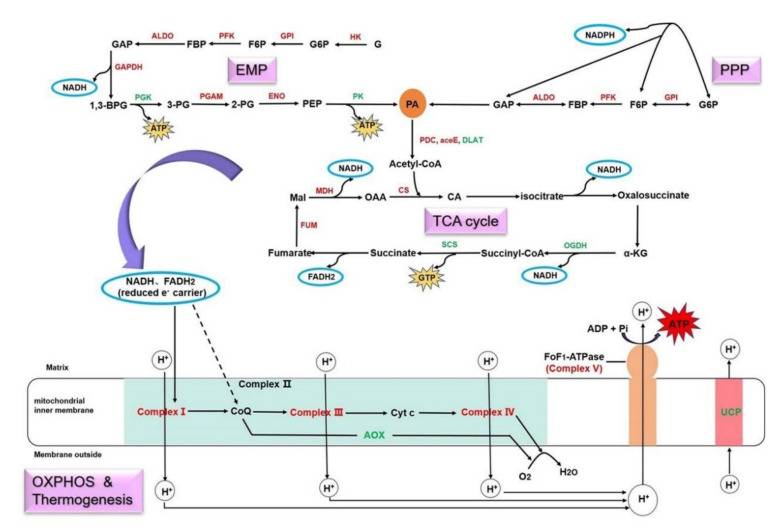 GAP ALDO FBP PFK F6P GPI G6P HK G
NADPH
GAPDH
EMP
PPP
NADH
1,3-BPG PGK 3-PG PGAM 2-PG ENO PEP PK PA GAP ALDO FBP PFK F6P GPI G6P
ATP
ATP
PDC, aceE, DLAT
Acetyl-CoA
NADH
NADH
Mal MDH OAA CS CA isocitrate Oxalosuccinate
TCA cycle
FUM
Fumarate Succinate SCS Succinyl-CoA OGDH α-KG
FADH2
GTP
NADH
NADH、FADH2
(reduced e- carrier)
H+
ADP + Pi
ATP
H+
H+
H+
H+
FoF1-ATPase
(Complex V)
Matrix
Complex Ⅱ
mitochondrial
inner membrane
Complex Ⅰ CoQ Complex Ⅲ Cyt c Complex Ⅳ
UCP
AOX
Membrane outside
O2
H2O
OXPHOS &
Thermogenesis
H+
H+
H+
H+
H+